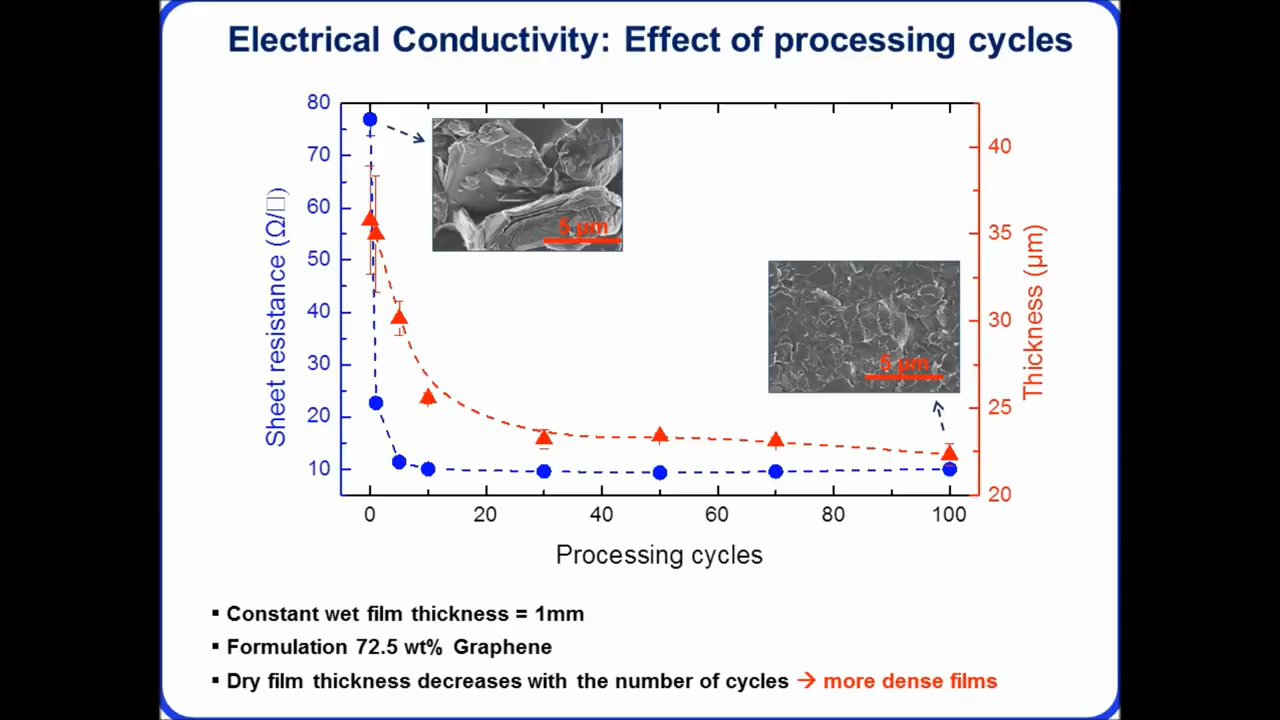 Electrical Conductivity: Effect of processing cycles
80
70
60
50
40
30
20
10
Sheet resistance (Ω/□)
5 µm
5 µm
40
35
30
25
20
Thickness (µm)
0
20
40
60
80
100
Processing cycles
▪ Constant wet film thickness = 1mm
▪ Formulation 72.5 wt% Graphene
▪ Dry film thickness decreases with the number of cycles → more dense films